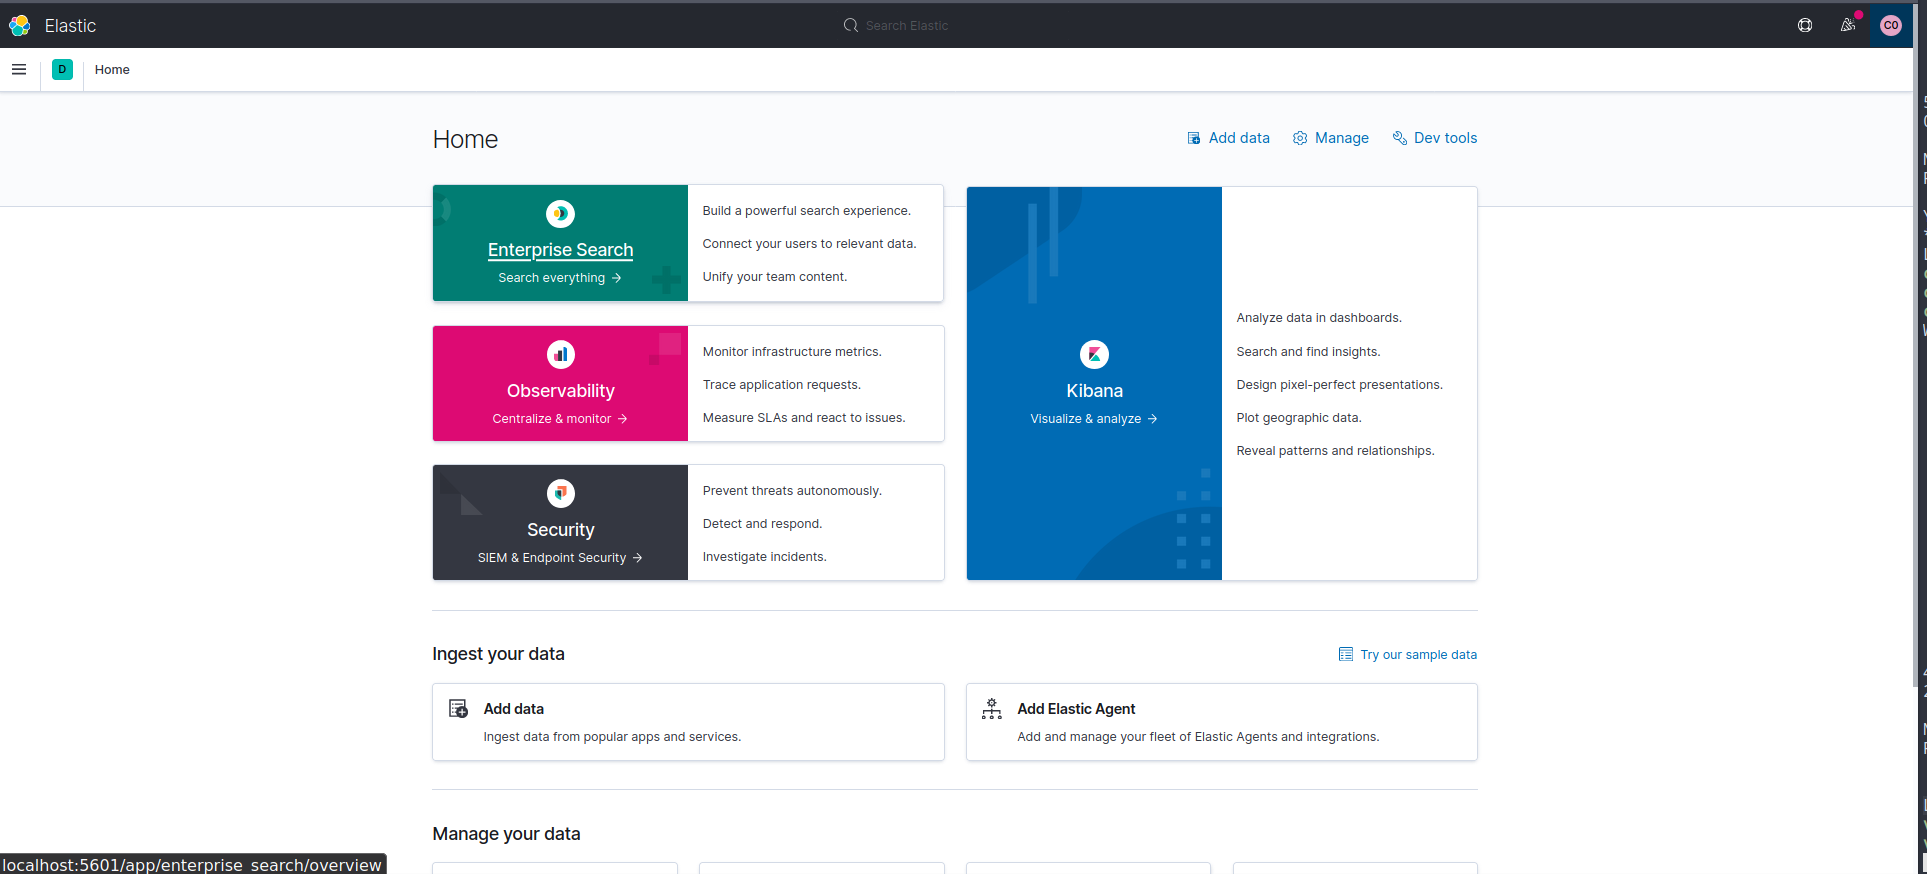 Elastic
Search Elastic
C0
D
Home
Home
Add data
Manage
Dev tools
Enterprise Search
Search everything →
Build a powerful search experience.
Connect your users to relevant data.
Unify your team content.
Observability
Centralize & monitor →
Monitor infrastructure metrics.
Trace application requests.
Measure SLAs and react to issues.
Security
SIEM & Endpoint Security →
Prevent threats autonomously.
Detect and respond.
Investigate incidents.
Kibana
Visualize & analyze →
Analyze data in dashboards.
Search and find insights.
Design pixel-perfect presentations.
Plot geographic data.
Reveal patterns and relationships.
Ingest your data
Try our sample data
Add data
Ingest data from popular apps and services.
Add Elastic Agent
Add and manage your fleet of Elastic Agents and integrations.
Manage your data
localhost:5601/app/enterprise_search/overview